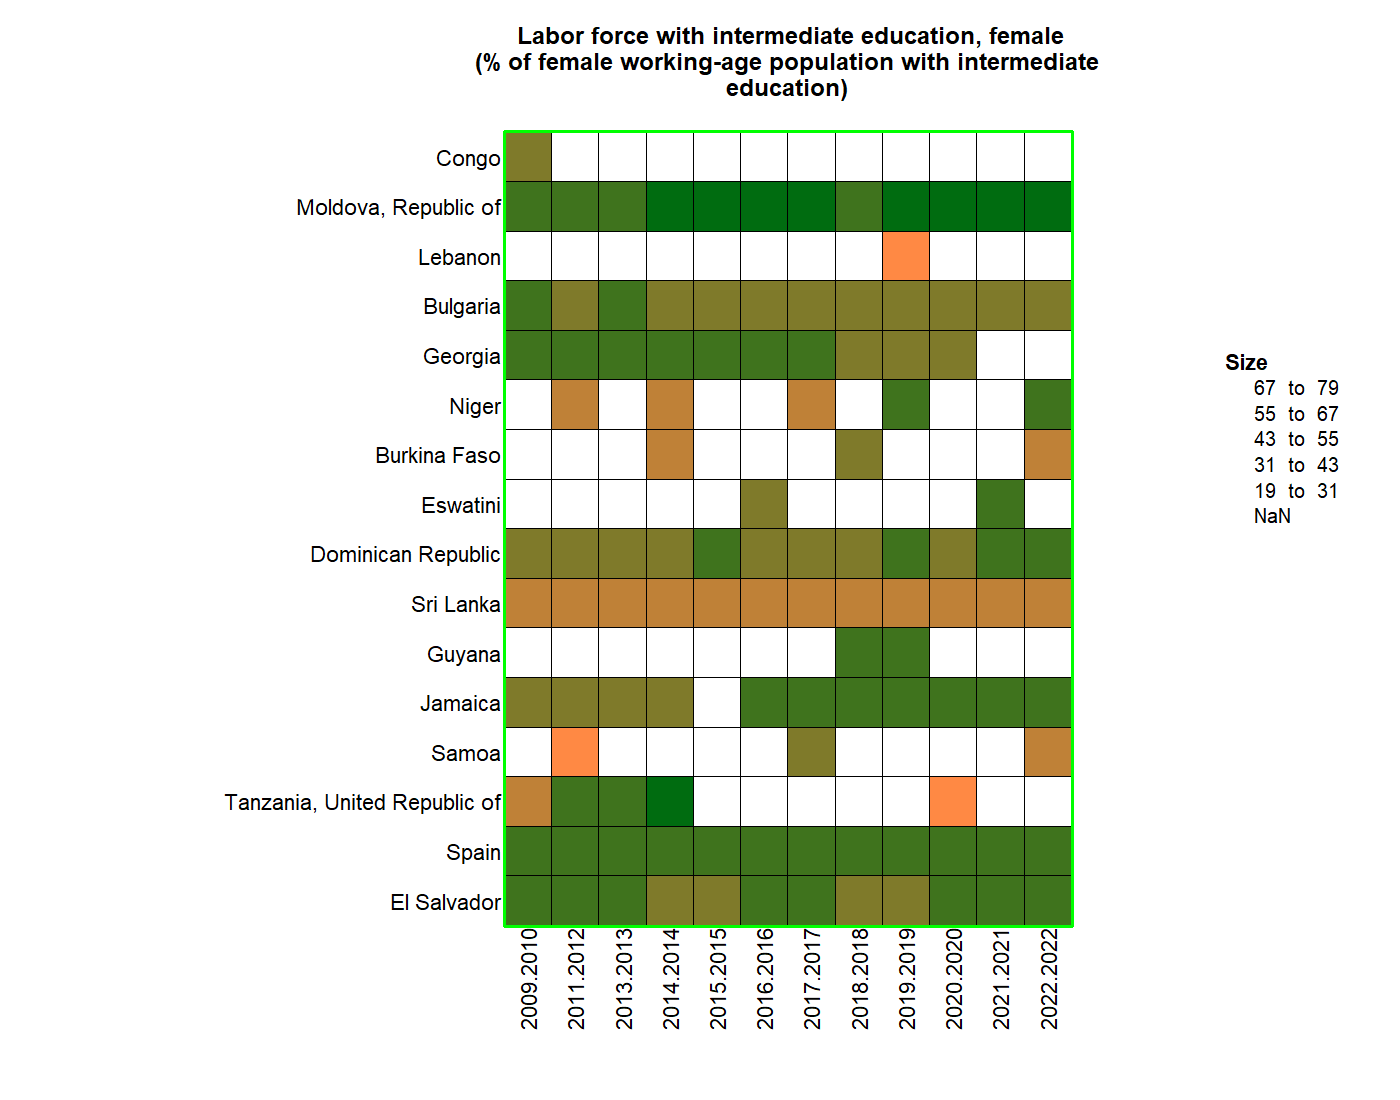 Labor force with intermediate education, female
(% of female working-age population with intermediate
education)
Congo
Moldova, Republic of
Lebanon
Bulgaria
Georgia
Niger
Burkina Faso
Eswatini
Dominican Republic
Sri Lanka
Guyana
Jamaica
Samoa
Tanzania, United Republic of
Spain
El Salvador
2009.2010
2011.2012
2013.2013
2014.2014
2015.2015
2016.2016
2017.2017
2018.2018
2019.2019
2020.2020
2021.2021
2022.2022
Size
67 to 79
55 to 67
43 to 55
31 to 43
19 to 31
NaN